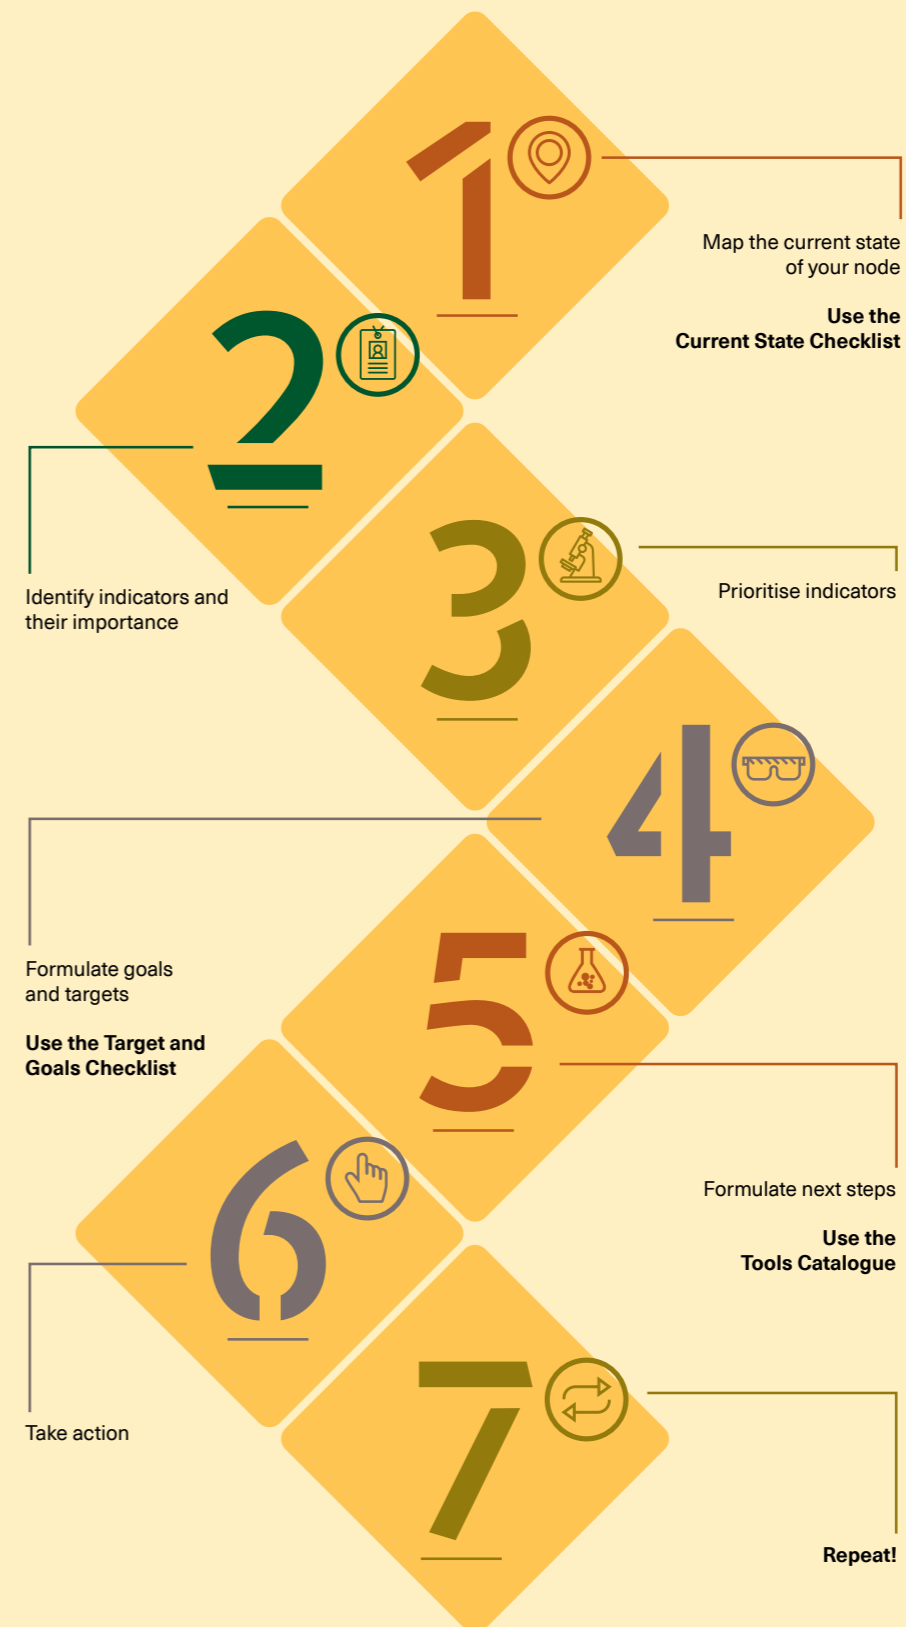 1
Map the current state
of your node
Use the
Current State Checklist
2
Identify indicators and
their importance
3
Prioritise indicators
4
Formulate goals
and targets
Use the Target and
Goals Checklist
5
Formulate next steps
Use the
Tools Catalogue
6
Take action
7
Repeat!